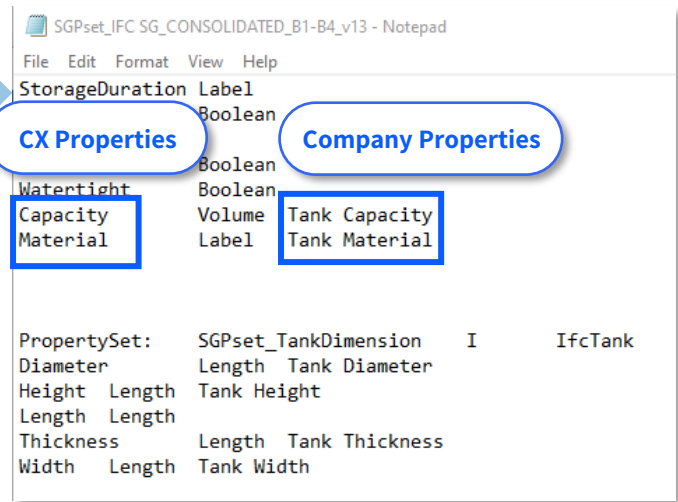 SGPset_IFC SG_CONSOLIDATED_B1-B4_v13 - Notepad
File Edit Format View Help
StorageDuration Label
Boolean
CX Properties
Company Properties
Boolean
Watertight Boolean
Capacity Volume Tank Capacity
Material Label Tank Material
PropertySet: SGPset_TankDimension I IfcTank
Diameter Length Tank Diameter
Height Length Tank Height
Length Length
Thickness Length Tank Thickness
Width Length Tank Width